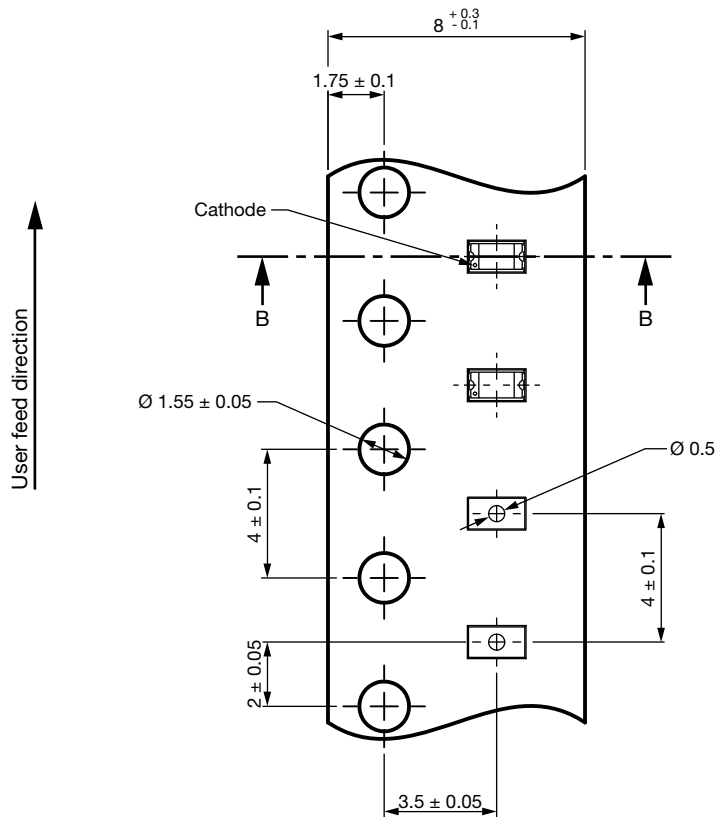 8 + 0.3 - 0.1
1.75 ± 0.1
Cathode
B
B
User feed direction
Ø 1.55 ± 0.05
Ø 0.5
4 ± 0.1
4 ± 0.1
2 ± 0.05
3.5 ± 0.05